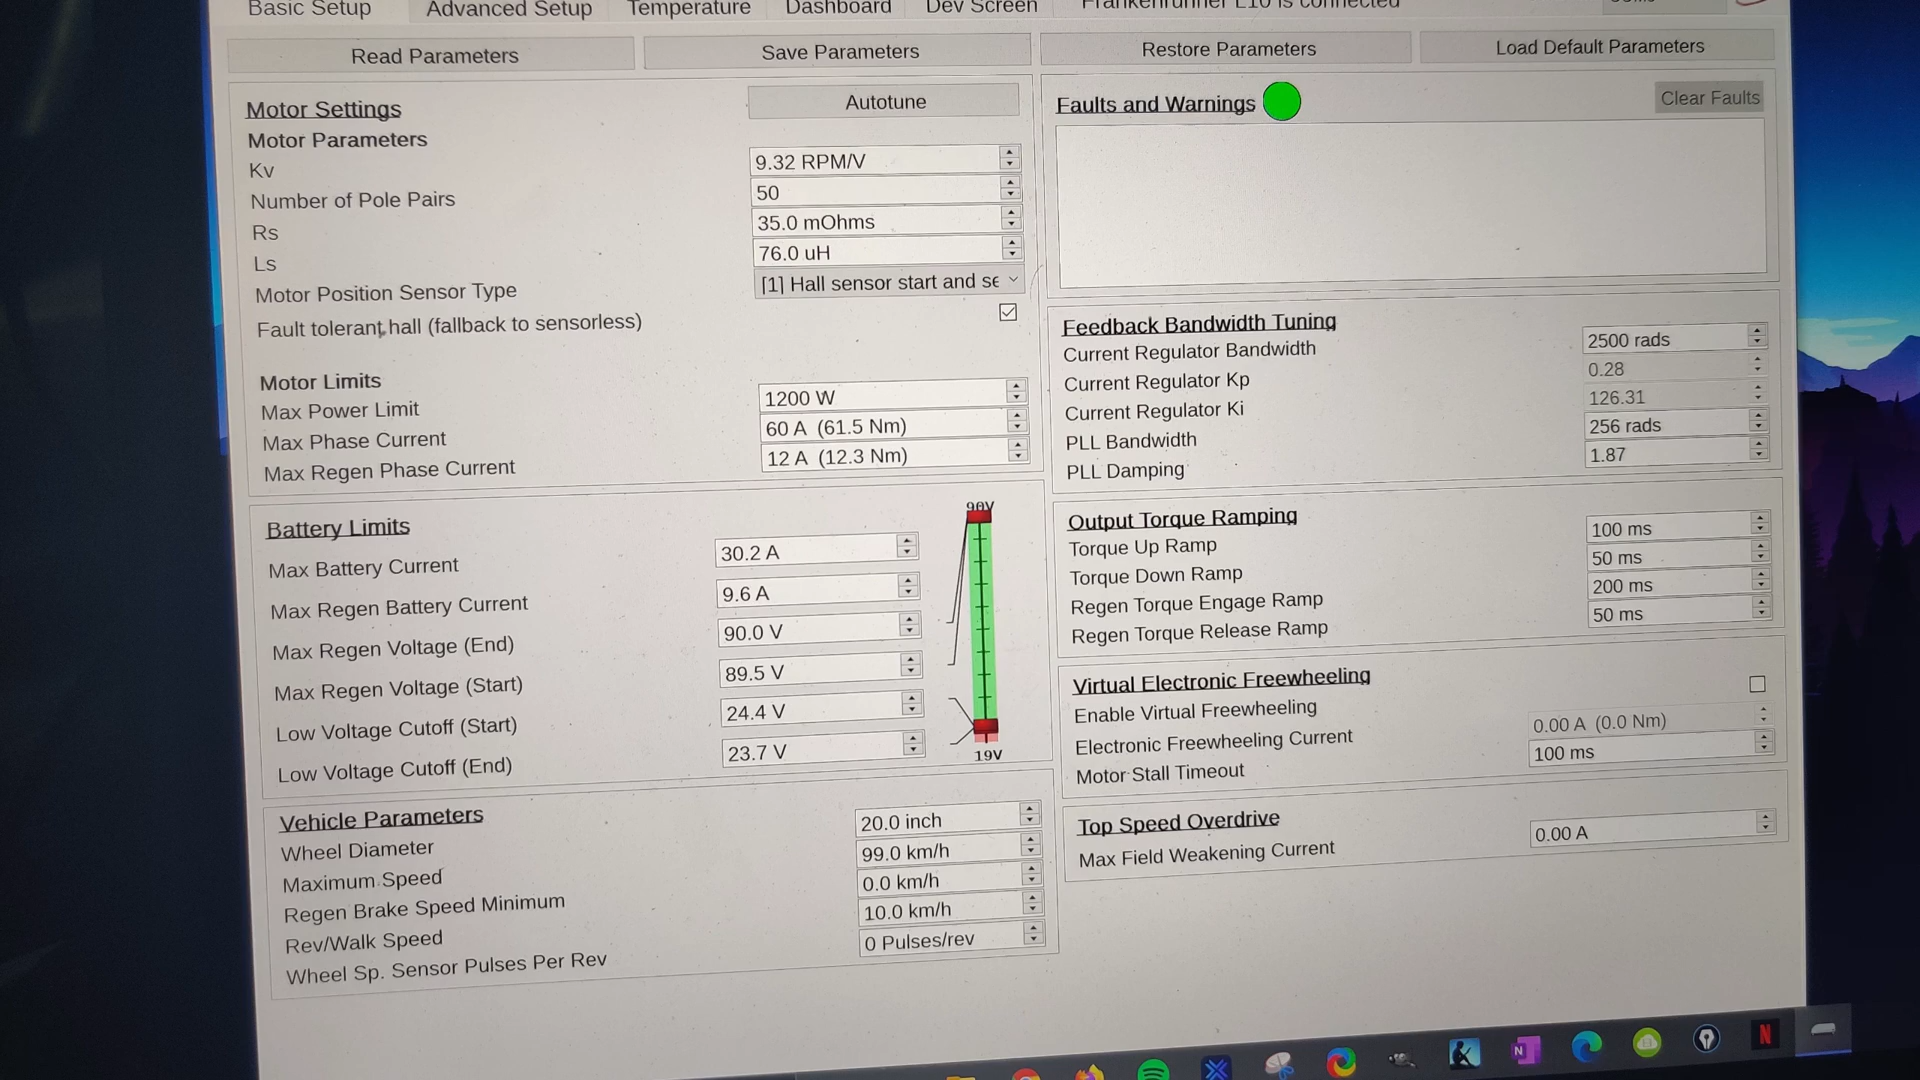 Basic Setup Advanced Setup Temperature Dashboard Dev Screen Frankenrunner L10 is connected
Read Parameters Save Parameters Restore Parameters Load Default Parameters
Motor Settings
Autotune
Motor Parameters
Kv 9.32 RPM/V
Number of Pole Pairs 50
Rs 35.0 mOhms
Ls 76.0 uH
Motor Position Sensor Type [1] Hall sensor start and se
Fault tolerant hall (fallback to sensorless)
Motor Limits
Max Power Limit 1200 W
Max Phase Current 60 A (61.5 Nm)
Max Regen Phase Current 12 A (12.3 Nm)
Battery Limits
90V
Max Battery Current 30.2 A
Max Regen Battery Current 9.6 A
Max Regen Voltage (End) 90.0 V
Max Regen Voltage (Start) 89.5 V
Low Voltage Cutoff (Start) 24.4 V
Low Voltage Cutoff (End) 23.7 V
19V
Vehicle Parameters
Wheel Diameter 20.0 inch
Maximum Speed 99.0 km/h
Regen Brake Speed Minimum 0.0 km/h
Rev/Walk Speed 10.0 km/h
Wheel Sp. Sensor Pulses Per Rev 0 Pulses/rev
Faults and Warnings
Clear Faults
Feedback Bandwidth Tuning
Current Regulator Bandwidth 2500 rads
Current Regulator Kp 0.28
Current Regulator Ki 126.31
PLL Bandwidth 256 rads
PLL Damping 1.87
Output Torque Ramping
Torque Up Ramp 100 ms
Torque Down Ramp 50 ms
Regen Torque Engage Ramp 200 ms
Regen Torque Release Ramp 50 ms
Virtual Electronic Freewheeling
Enable Virtual Freewheeling
Electronic Freewheeling Current 0.00 A (0.0 Nm)
Motor Stall Timeout 100 ms
Top Speed Overdrive
Max Field Weakening Current 0.00 A
N
N